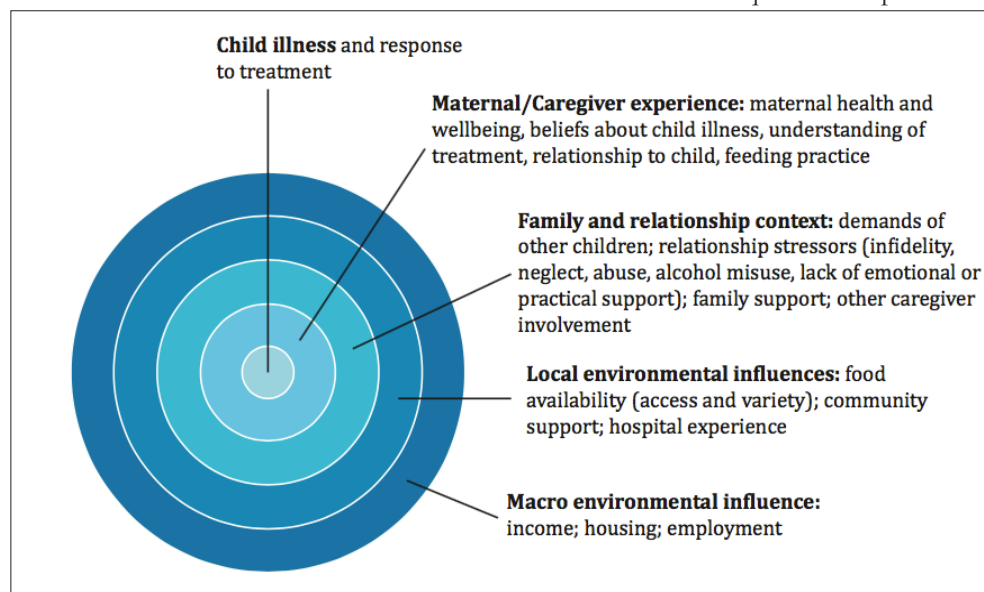 Child illness and response
to treatment
Maternal/Caregiver experience: maternal health and
wellbeing, beliefs about child illness, understanding of
treatment, relationship to child, feeding practice
Family and relationship context: demands of
other children; relationship stressors (infidelity,
neglect, abuse, alcohol misuse, lack of emotional or
practical support); family support; other caregiver
involvement
Local environmental influences: food
availability (access and variety); community
support; hospital experience
Macro environmental influence:
income; housing; employment